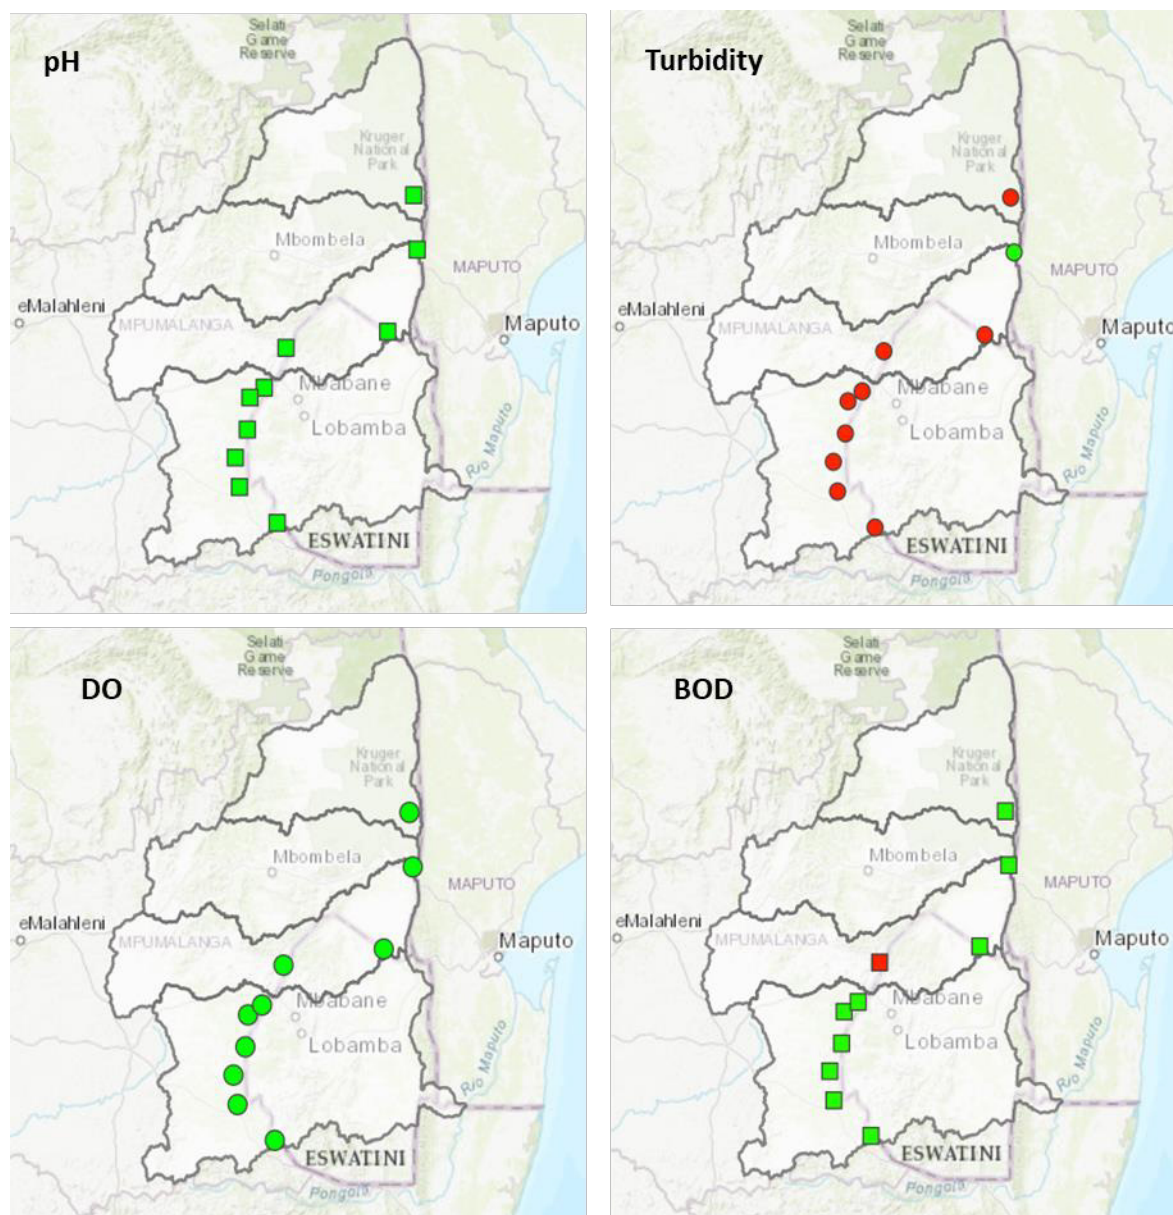 pH
Selati
Game
Reserve
Kruger
National
Park
Mbombela
MAPUTO
eMalahleni
MPUMALANGA
Maputo
Mbabane
Lobamba
Rio Maputo
ESWATINI
Pongola
Turbidity
Selati
Game
Reserve
Kruger
National
Park
Mbombela
MAPUTO
eMalahleni
MPUMALANGA
Maputo
Mbabane
Lobamba
Rio Maputo
ESWATINI
Pongola
DO
Selati
Game
Reserve
Kruger
National
Park
Mbombela
MAPUTO
eMalahleni
MPUMALANGA
Maputo
Mbabane
Lobamba
Rio Maputo
ESWATINI
Pongola
BOD
Selati
Game
Reserve
Kruger
National
Park
Mbombela
MAPUTO
eMalahleni
MPUMALANGA
Maputo
Mbabane
Lobamba
Rio Maputo
ESWATINI
Pongola